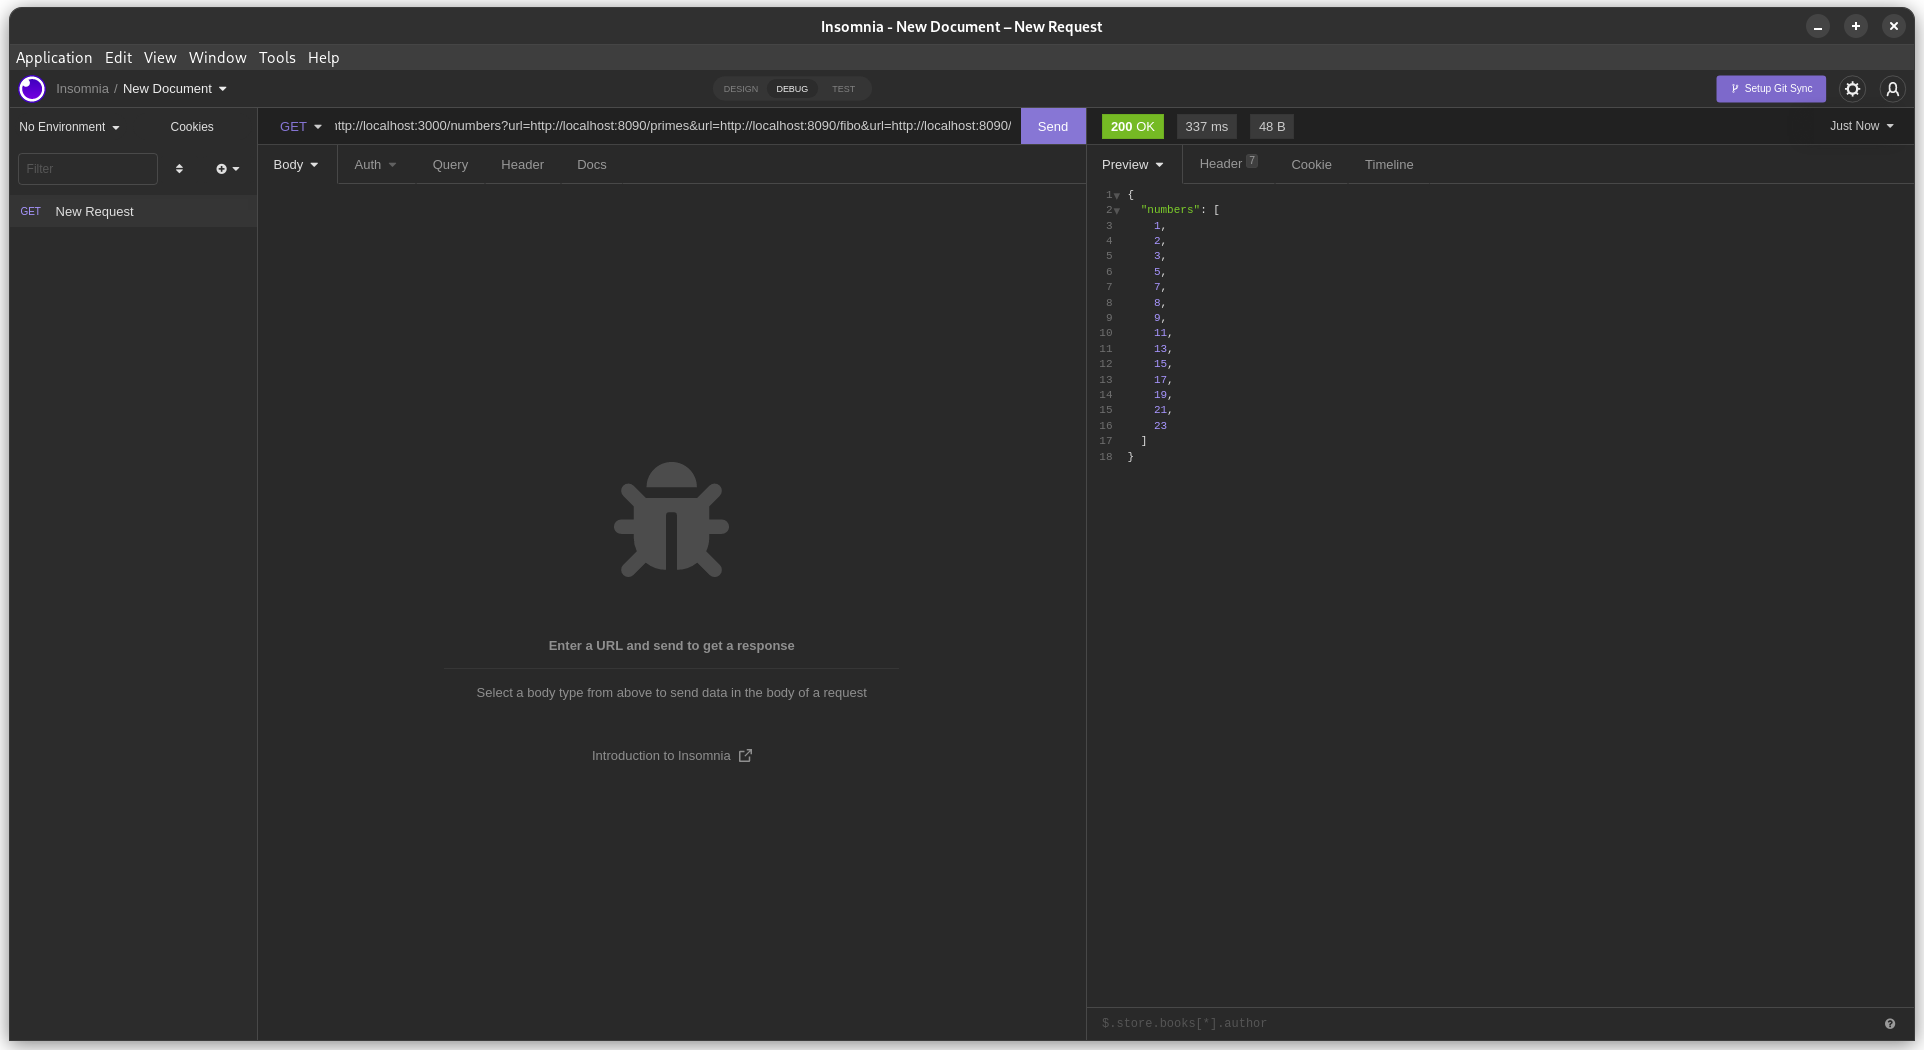 Insomnia - New Document – New Request
Application Edit View Window Tools Help
Insomnia / New Document
DESIGN DEBUG TEST
Setup Git Sync
No Environment Cookies
GET ttp://localhost:3000/numbers?url=http://localhost:8090/primes&url=http://localhost:8090/fibo&url=http://localhost:8090/ Send
200 OK 337 ms 48 B Just Now
Filter
Body Auth Query Header Docs
Preview Header 7 Cookie Timeline
GET New Request
1 {
2 "numbers": [
3 1,
4 2,
5 3,
6 5,
7 7,
8 8,
9 9,
10 11,
11 13,
12 15,
13 17,
14 19,
15 21,
16 23
17 ]
18 }
Enter a URL and send to get a response
Select a body type from above to send data in the body of a request
Introduction to Insomnia
$.store.books[*].author